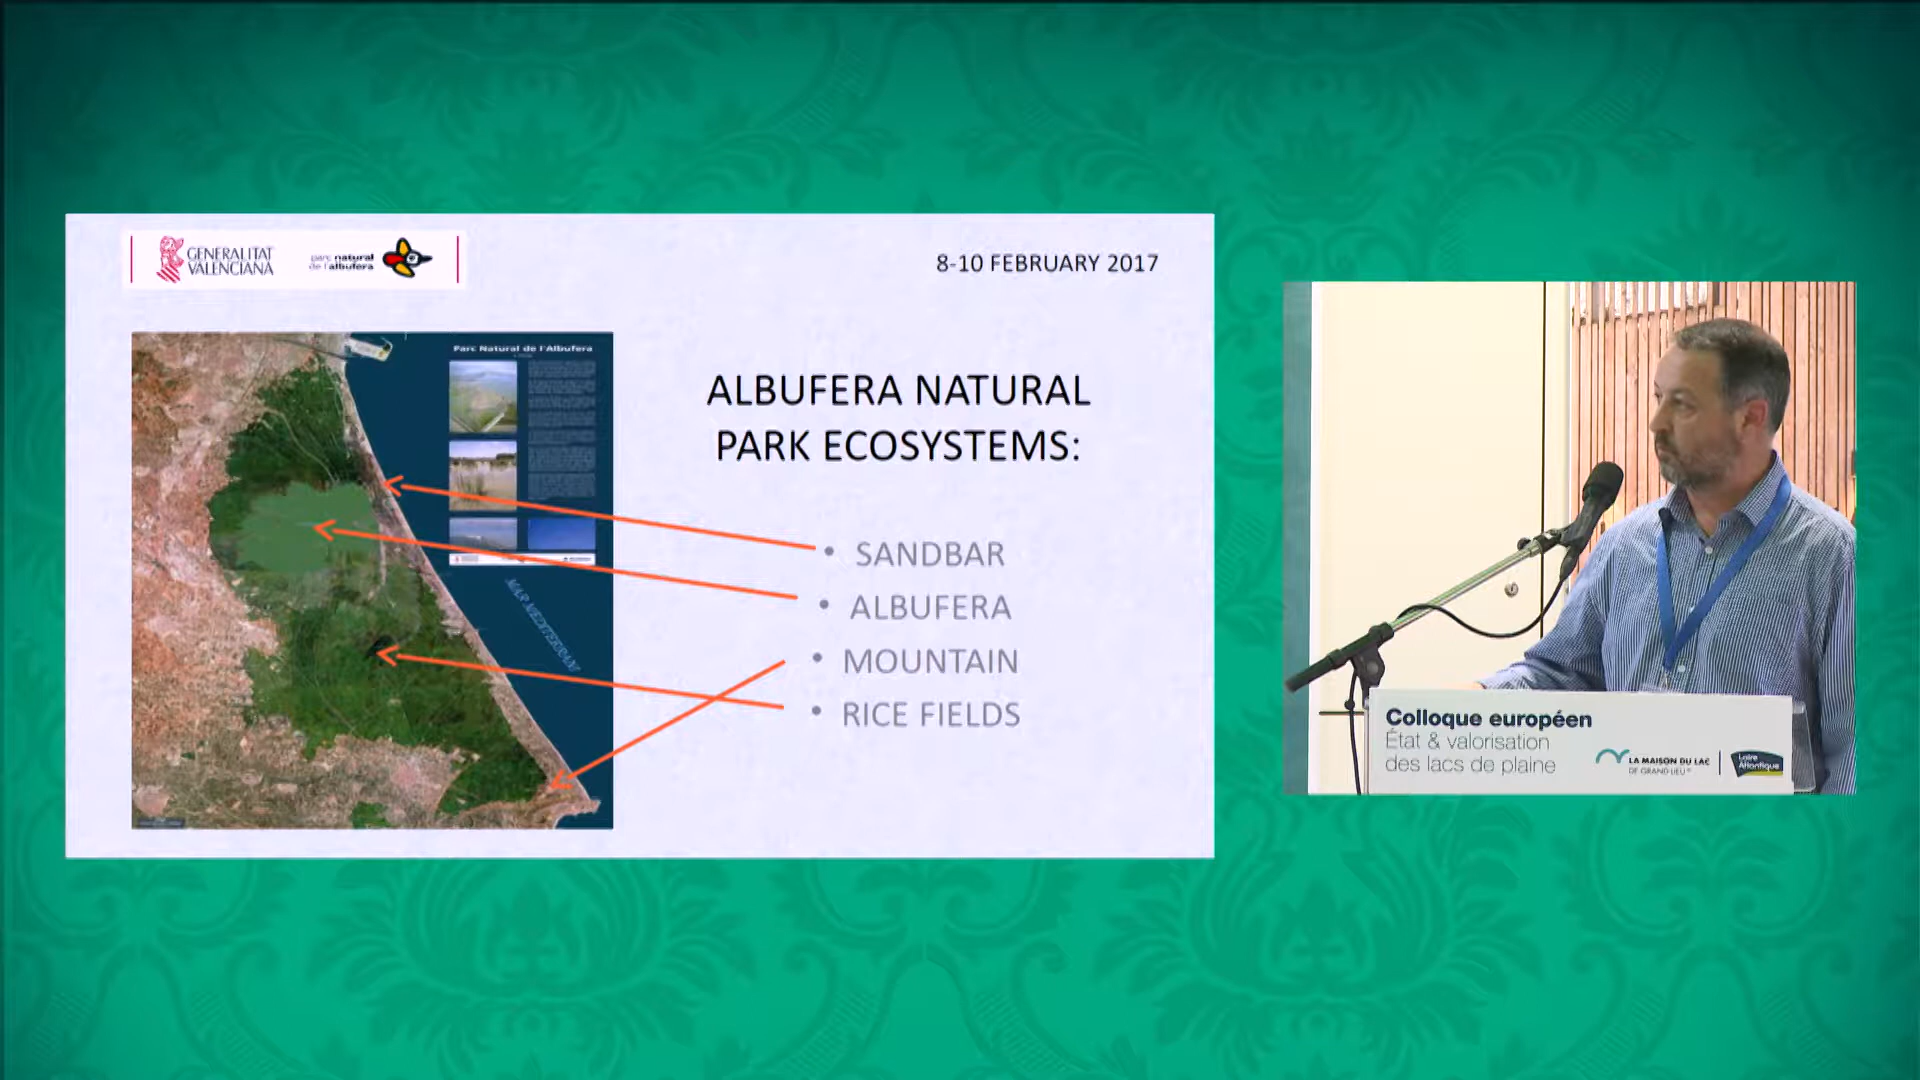 GENERALITAT
VALENCIANA
parc natural
de l'albufera
8-10 FEBRUARY 2017
Parc Natural de l'Albufera
MAR MEDITERRANI
ALBUFERA NATURAL
PARK ECOSYSTEMS:
• SANDBAR
• ALBUFERA
• MOUNTAIN
• RICE FIELDS
Colloque européen
État & valorisation
des lacs de plaine
LA MAISON DU LAC
DE GRAND LIEU
Loire
Atlantique